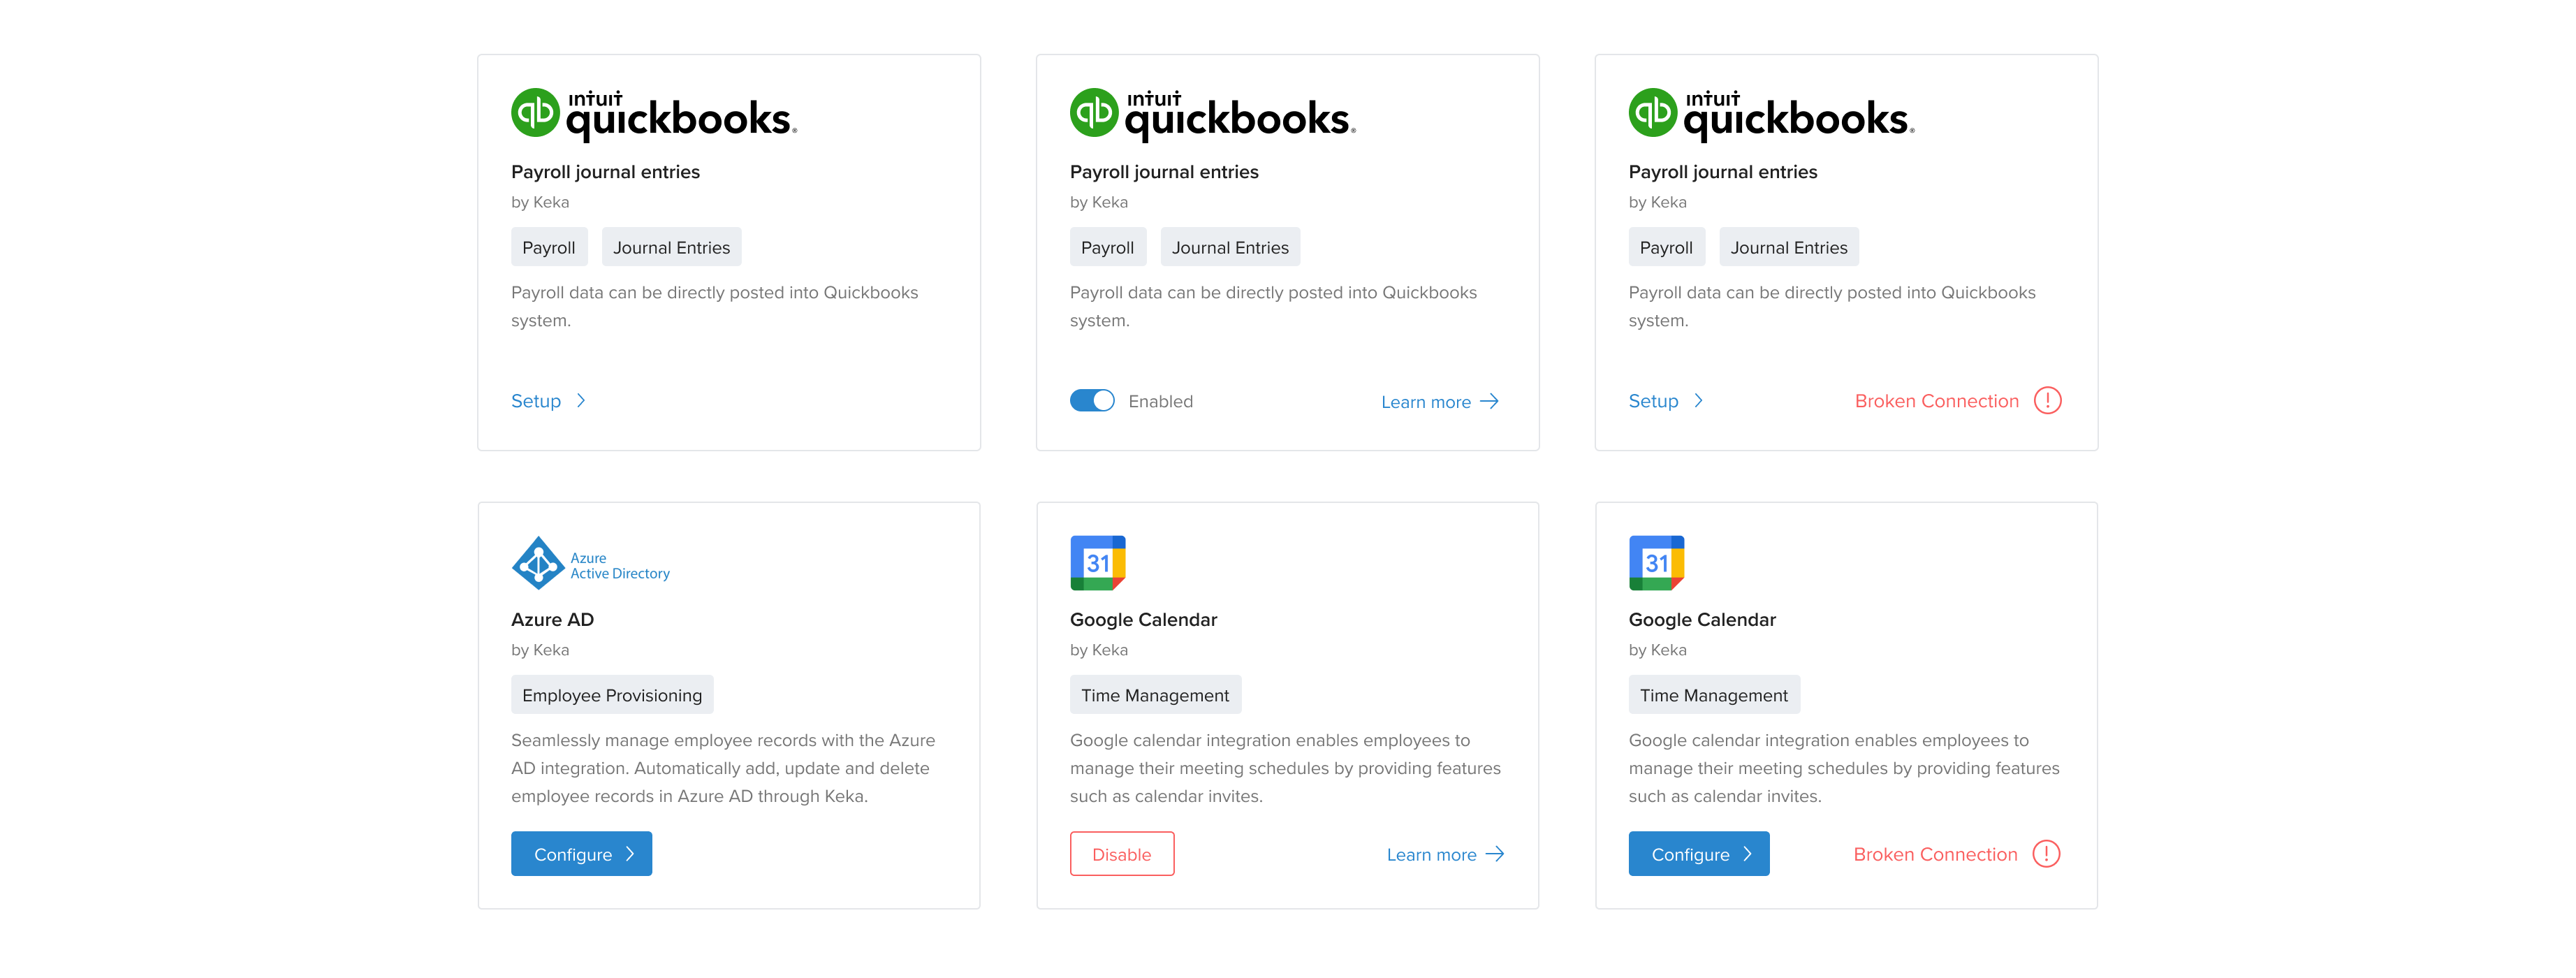 intuit
quickbooks®
Payroll journal entries
by Keka
Payroll
Journal Entries
Payroll data can be directly posted into Quickbooks
system.
Setup
intuit
quickbooks®
Payroll journal entries
by Keka
Payroll
Journal Entries
Payroll data can be directly posted into Quickbooks
system.
Enabled
Learn more
intuit
quickbooks®
Payroll journal entries
by Keka
Payroll
Journal Entries
Payroll data can be directly posted into Quickbooks
system.
Setup
Broken Connection
Azure
Active Directory
Azure AD
by Keka
Employee Provisioning
Seamlessly manage employee records with the Azure
AD integration. Automatically add, update and delete
employee records in Azure AD through Keka.
Configure
31
Google Calendar
by Keka
Time Management
Google calendar integration enables employees to
manage their meeting schedules by providing features
such as calendar invites.
Disable
Learn more
31
Google Calendar
by Keka
Time Management
Google calendar integration enables employees to
manage their meeting schedules by providing features
such as calendar invites.
Configure
Broken Connection